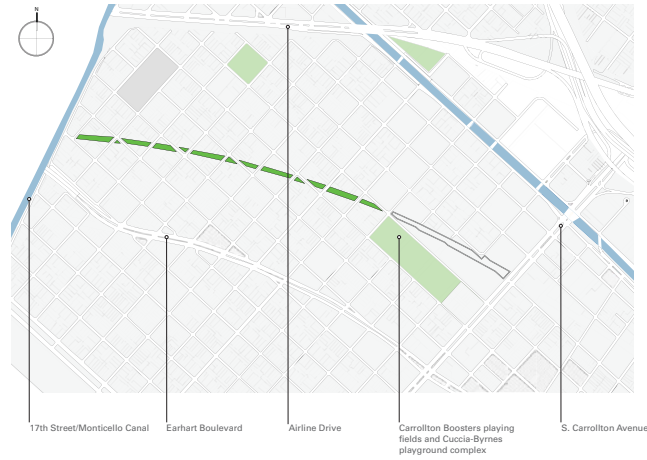 N
17th Street/Monticello Canal
Earhart Boulevard
Airline Drive
Carrollton Boosters playing
fields and Cuccia-Byrnes
playground complex
S. Carrollton Avenue